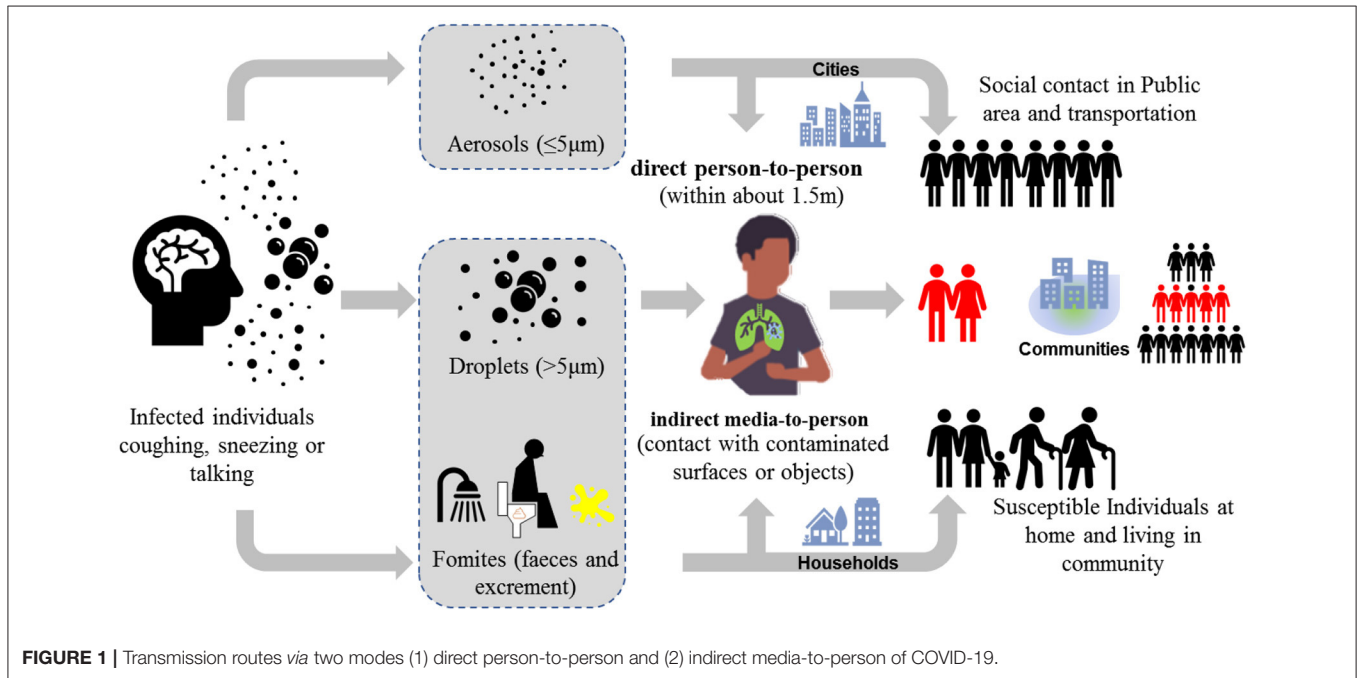 Infected individuals
coughing, sneezing or
talking
Aerosols (≤5μm)
Droplets (>5μm)
Fomites (faeces and
excrement)
Cities
direct person-to-person
(within about 1.5m)
indirect media-to-person
(contact with contaminated
surfaces or objects)
Households
Social contact in Public
area and transportation
Communities
Susceptible Individuals at
home and living in
community
FIGURE 1 | Transmission routes via two modes (1) direct person-to-person and (2) indirect media-to-person of COVID-19.